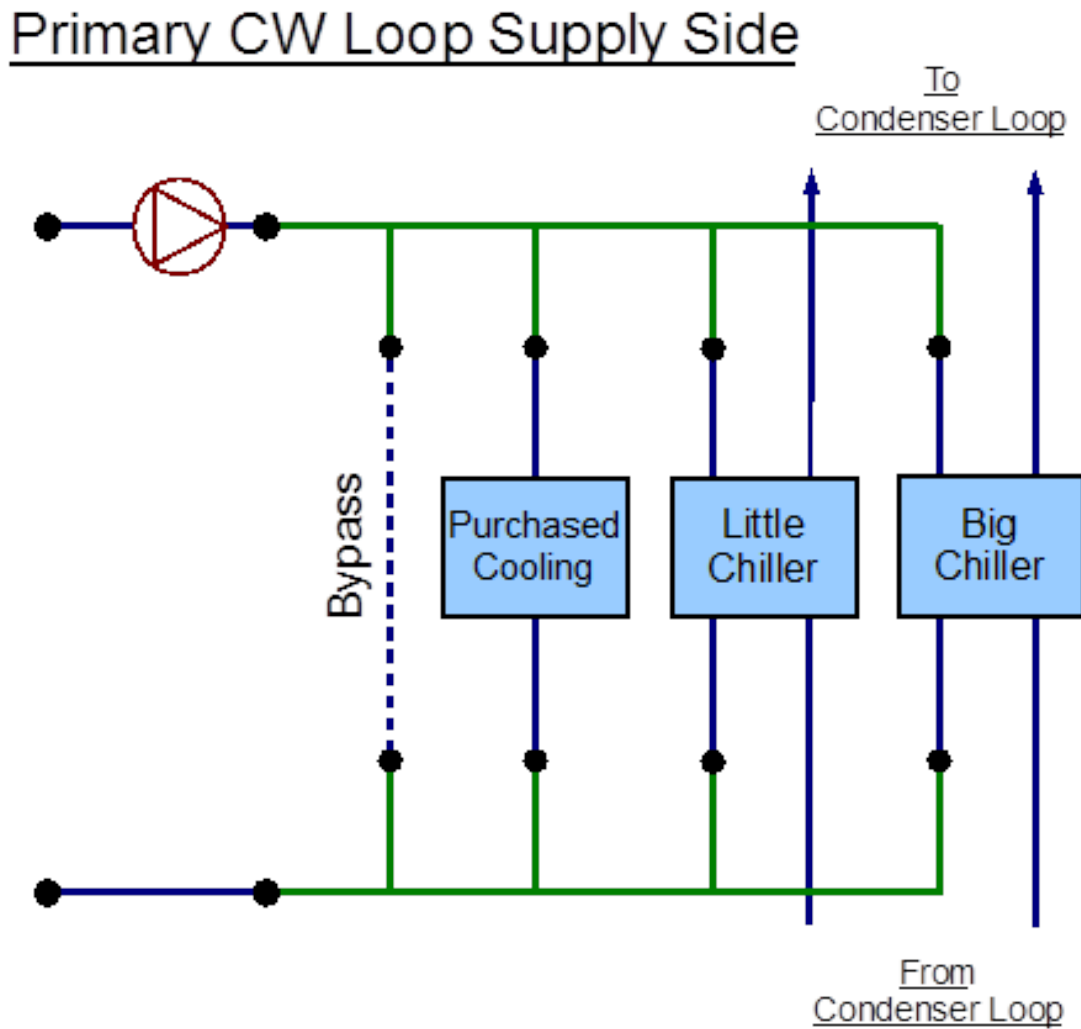 Primary CW Loop Supply Side
To
Condenser Loop
Bypass
Purchased
Cooling
Little
Chiller
Big
Chiller
From
Condenser Loop